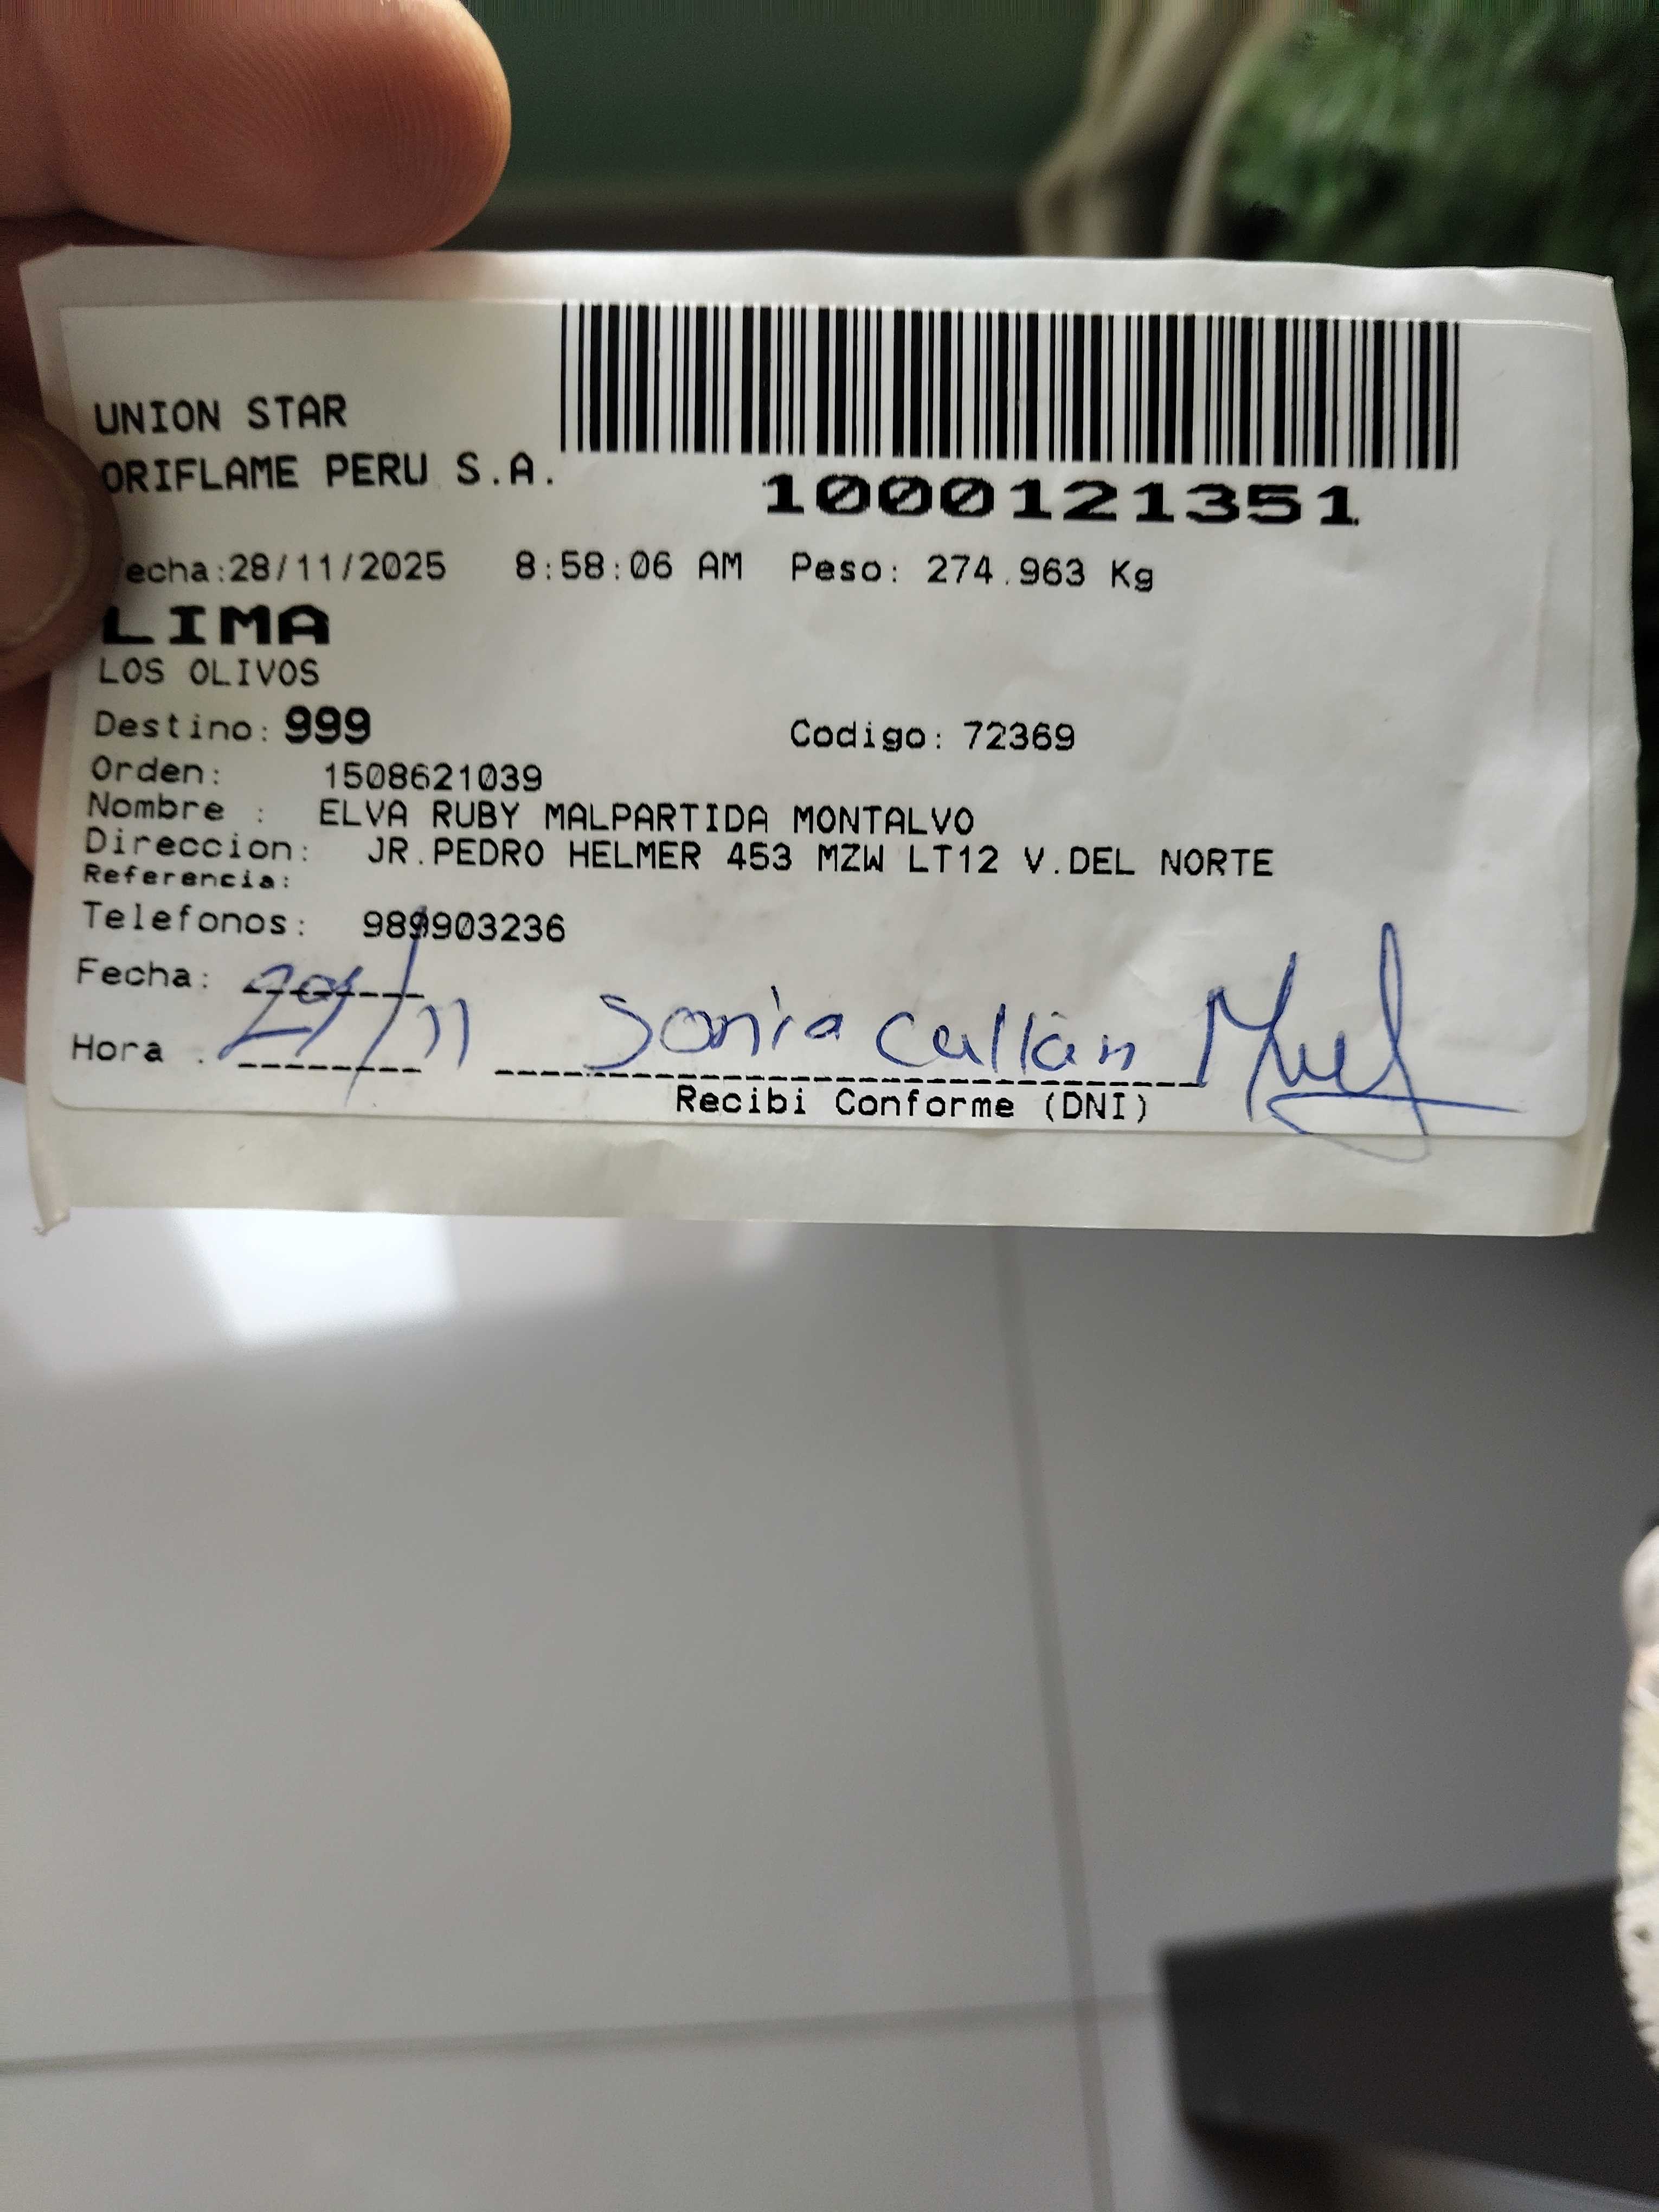 UNION STAR
ORIFLAME PERU S.A.
1000121351
echa:28/11/2025 8:58:06 AM Peso: 274.963 Kg
LIMA
LOS OLIVOS
Destino: 999 Codigo: 72369
Orden: 1508621039
Nombre : ELVA RUBY MALPARTIDA MONTALVO
Direccion: JR.PEDRO HELMER 453 MZW LT12 V.DEL NORTE
Referencia:
Telefonos: 989903236
Fecha: 29/11
Hora : Sonia Cullan
Recibi Conforme (DNI)